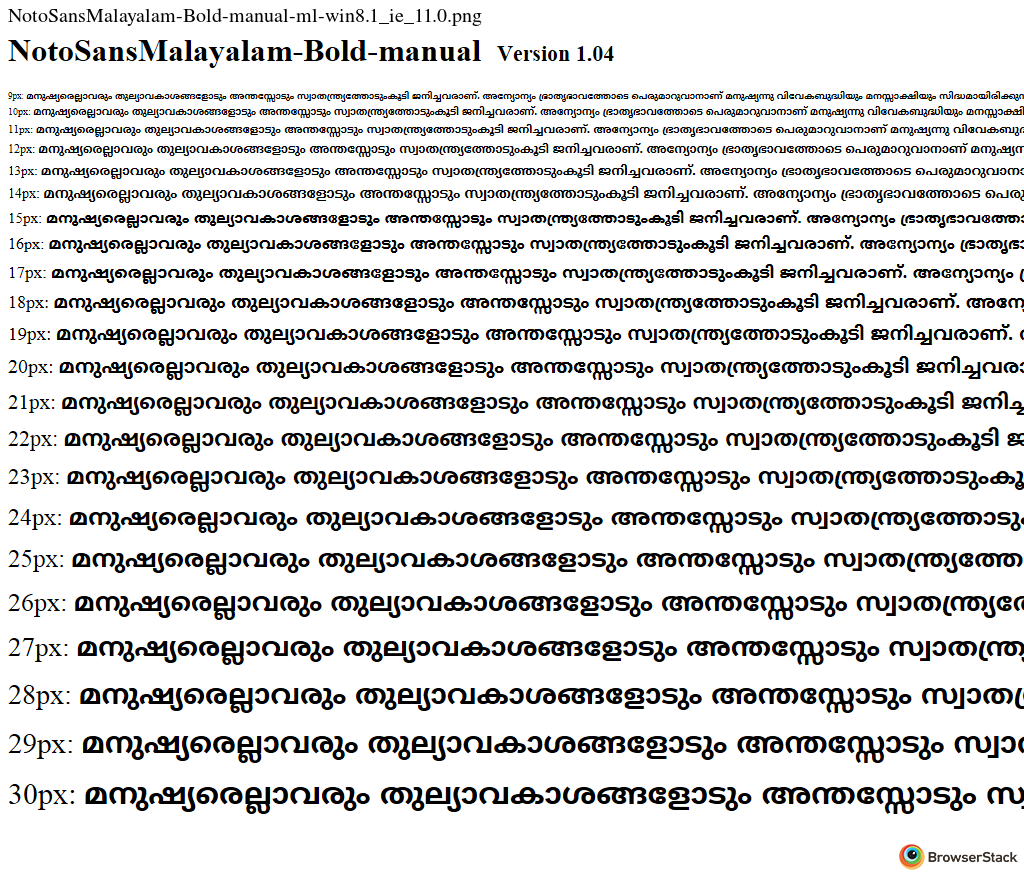 NotoSansMalayalam-Bold-manual-ml-win8.1_ie_11.0.png
NotoSansMalayalam-Bold-manual Version 1.04
9px: മനുഷ്യരെല്ലാവരും തുല്യാവകാശങ്ങളോടും അന്തസ്സോടും സ്വാതന്ത്ര്യത്തോടുംകൂടി ജനിച്ചവരാണ്. അന്യോന്യം ഭ്രാതൃഭാവത്തോടെ പെരുമാറുവാനാണ് മനുഷ്യന്നു വിവേകബുദ്ധിയും മനസ്സാക്ഷിയും സിദ്ധമായിരിക്കു
10px: മനുഷ്യരെല്ലാവരും തുല്യാവകാശങ്ങളോടും അന്തസ്സോടും സ്വാതന്ത്ര്യത്തോടുംകൂടി ജനിച്ചവരാണ്. അന്യോന്യം ഭ്രാതൃഭാവത്തോടെ പെരുമാറുവാനാണ് മനുഷ്യന്നു വിവേകബുദ്ധിയും മനസ്സാക്ഷി
11px: മനുഷ്യരെല്ലാവരും തുല്യാവകാശങ്ങളോടും അന്തസ്സോടും സ്വാതന്ത്ര്യത്തോടുംകൂടി ജനിച്ചവരാണ്. അന്യോന്യം ഭ്രാതൃഭാവത്തോടെ പെരുമാറുവാനാണ് മനുഷ്യന്നു വിവേകബു
12px: മനുഷ്യരെല്ലാവരും തുല്യാവകാശങ്ങളോടും അന്തസ്സോടും സ്വാതന്ത്ര്യത്തോടുംകൂടി ജനിച്ചവരാണ്. അന്യോന്യം ഭ്രാതൃഭാവത്തോടെ പെരുമാറുവാനാണ് മനുഷ്യന
13px: മനുഷ്യരെല്ലാവരും തുല്യാവകാശങ്ങളോടും അന്തസ്സോടും സ്വാതന്ത്ര്യത്തോടുംകൂടി ജനിച്ചവരാണ്. അന്യോന്യം ഭ്രാതൃഭാവത്തോടെ പെരുമാറുവാനാ
14px: മനുഷ്യരെല്ലാവരും തുല്യാവകാശങ്ങളോടും അന്തസ്സോടും സ്വാതന്ത്ര്യത്തോടുംകൂടി ജനിച്ചവരാണ്. അന്യോന്യം ഭ്രാതൃഭാവത്തോടെ പെരു
15px: മനുഷ്യരെല്ലാവരും തുല്യാവകാശങ്ങളോടും അന്തസ്സോടും സ്വാതന്ത്ര്യത്തോടുംകൂടി ജനിച്ചവരാണ്. അന്യോന്യം ഭ്രാതൃഭാവത്തോ
16px: മനുഷ്യരെല്ലാവരും തുല്യാവകാശങ്ങളോടും അന്തസ്സോടും സ്വാതന്ത്ര്യത്തോടുംകൂടി ജനിച്ചവരാണ്. അന്യോന്യം ഭ്രാതൃഭാ
17px: മനുഷ്യരെല്ലാവരും തുല്യാവകാശങ്ങളോടും അന്തസ്സോടും സ്വാതന്ത്ര്യത്തോടുംകൂടി ജനിച്ചവരാണ്. അന്യോന്യം
18px: മനുഷ്യരെല്ലാവരും തുല്യാവകാശങ്ങളോടും അന്തസ്സോടും സ്വാതന്ത്ര്യത്തോടുംകൂടി ജനിച്ചവരാണ്. അന്യേ
19px: മനുഷ്യരെല്ലാവരും തുല്യാവകാശങ്ങളോടും അന്തസ്സോടും സ്വാതന്ത്ര്യത്തോടുംകൂടി ജനിച്ചവരാണ്.
20px: മനുഷ്യരെല്ലാവരും തുല്യാവകാശങ്ങളോടും അന്തസ്സോടും സ്വാതന്ത്ര്യത്തോടുംകൂടി ജനിച്ചവരാ
21px: മനുഷ്യരെല്ലാവരും തുല്യാവകാശങ്ങളോടും അന്തസ്സോടും സ്വാതന്ത്ര്യത്തോടുംകൂടി ജനിച്ച
22px: മനുഷ്യരെല്ലാവരും തുല്യാവകാശങ്ങളോടും അന്തസ്സോടും സ്വാതന്ത്ര്യത്തോടുംകൂടി ജ
23px: മനുഷ്യരെല്ലാവരും തുല്യാവകാശങ്ങളോടും അന്തസ്സോടും സ്വാതന്ത്ര്യത്തോടുംകൂ
24px: മനുഷ്യരെല്ലാവരും തുല്യാവകാശങ്ങളോടും അന്തസ്സോടും സ്വാതന്ത്ര്യത്തോടും
25px: മനുഷ്യരെല്ലാവരും തുല്യാവകാശങ്ങളോടും അന്തസ്സോടും സ്വാതന്ത്ര്യത്തോ
26px: മനുഷ്യരെല്ലാവരും തുല്യാവകാശങ്ങളോടും അന്തസ്സോടും സ്വാതന്ത്ര്യത്തേ
27px: മനുഷ്യരെല്ലാവരും തുല്യാവകാശങ്ങളോടും അന്തസ്സോടും സ്വാതന്ത്ര്യ
28px: മനുഷ്യരെല്ലാവരും തുല്യാവകാശങ്ങളോടും അന്തസ്സോടും സ്വാത
29px: മനുഷ്യരെല്ലാവരും തുല്യാവകാശങ്ങളോടും അന്തസ്സോടും സ്വാ
30px: മനുഷ്യരെല്ലാവരും തുല്യാവകാശങ്ങളോടും അന്തസ്സോടും സ്വ
BrowserStack